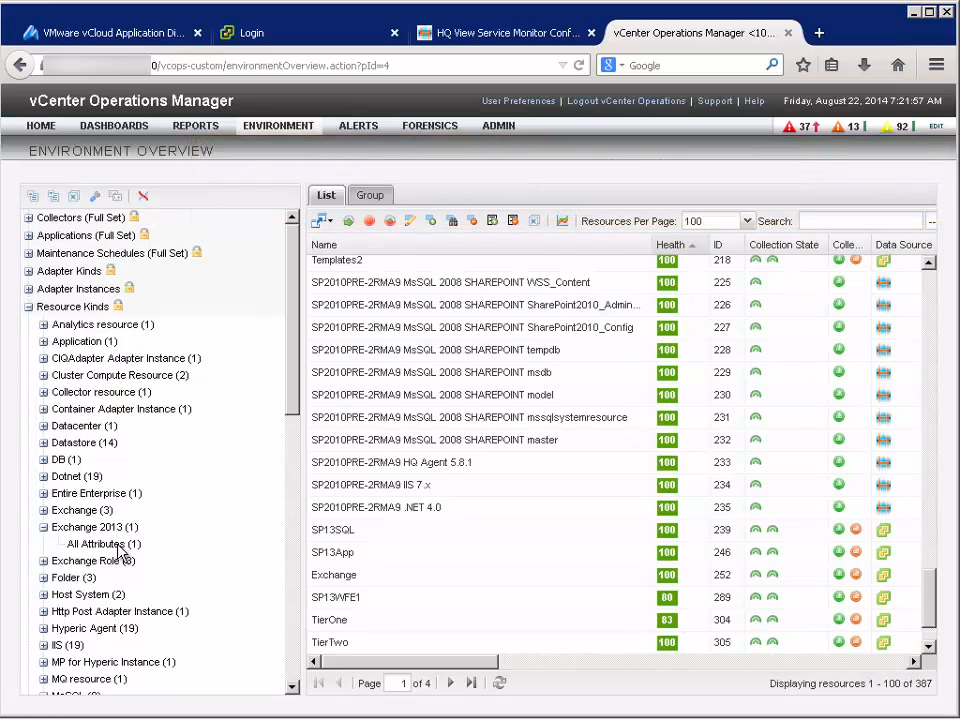 VMware vCloud Application Di... × Login × HQ View Service Monitor Conf... × vCenter Operations Manager <10... × +
0/vcops-custom/environmentOverview.action?pId=4 Google
vCenter Operations Manager User Preferences | Logout vCenter Operations | Support | Help Friday, August 22, 2014 7:21:57 AM
HOME DASHBOARDS REPORTS ENVIRONMENT ALERTS FORENSICS ADMIN 37 13 92 EDIT
ENVIRONMENT OVERVIEW
List Group
Resources Per Page: 100 Search:
Collectors (Full Set)
Applications (Full Set)
Maintenance Schedules (Full Set)
Adapter Kinds
Adapter Instances
Resource Kinds
Analytics resource (1)
Application (1)
CIQAdapter Adapter Instance (1)
Cluster Compute Resource (2)
Collector resource (1)
Container Adapter Instance (1)
Datacenter (1)
Datastore (14)
DB (1)
Dotnet (19)
Entire Enterprise (1)
Exchange (3)
Exchange 2013 (1)
All Attributes (1)
Exchange Role
Folder (3)
Host System (2)
Http Post Adapter Instance (1)
Hyperic Agent (19)
IIS (19)
MP for Hyperic Instance (1)
MQ resource (1)
Name Health ID Collection State Colle... Data Source
Templates2 100 218
SP2010PRE-2RMA9 MsSQL 2008 SHAREPOINT WSS_Content 100 225
SP2010PRE-2RMA9 MsSQL 2008 SHAREPOINT SharePoint2010_Admin... 100 226
SP2010PRE-2RMA9 MsSQL 2008 SHAREPOINT SharePoint2010_Config 100 227
SP2010PRE-2RMA9 MsSQL 2008 SHAREPOINT tempdb 100 228
SP2010PRE-2RMA9 MsSQL 2008 SHAREPOINT msdb 100 229
SP2010PRE-2RMA9 MsSQL 2008 SHAREPOINT model 100 230
SP2010PRE-2RMA9 MsSQL 2008 SHAREPOINT mssqlsystemresource 100 231
SP2010PRE-2RMA9 MsSQL 2008 SHAREPOINT master 100 232
SP2010PRE-2RMA9 HQ Agent 5.8.1 100 233
SP2010PRE-2RMA9 IIS 7.x 100 234
SP2010PRE-2RMA9 .NET 4.0 100 235
SP13SQL 100 239
SP13App 100 246
Exchange 100 252
SP13WFE1 80 289
TierOne 83 304
TierTwo 100 305
Page 1 of 4 Displaying resources 1 - 100 of 387